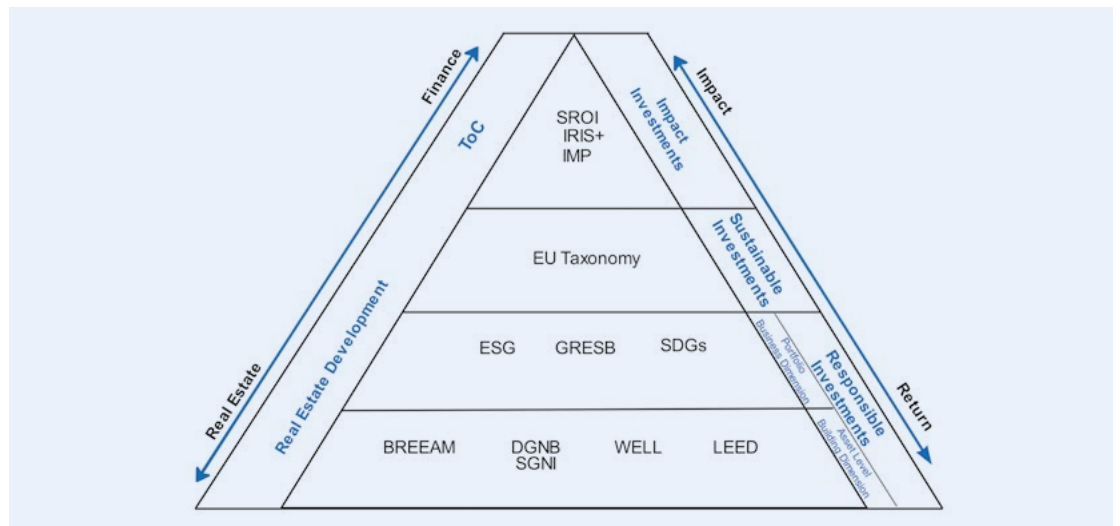 Finance
Real Estate
ToC
Real Estate Development
SROI
IRIS+
IMP
EU Taxonomy
ESG GRESB SDGs
BREEAM DGNB WELL LEED
SGNI
Impact
Investments
Sustainable
Investments
Responsible
Investments
Portfolio
Business Dimension
Asset Level
Building Dimension
Impact
Return